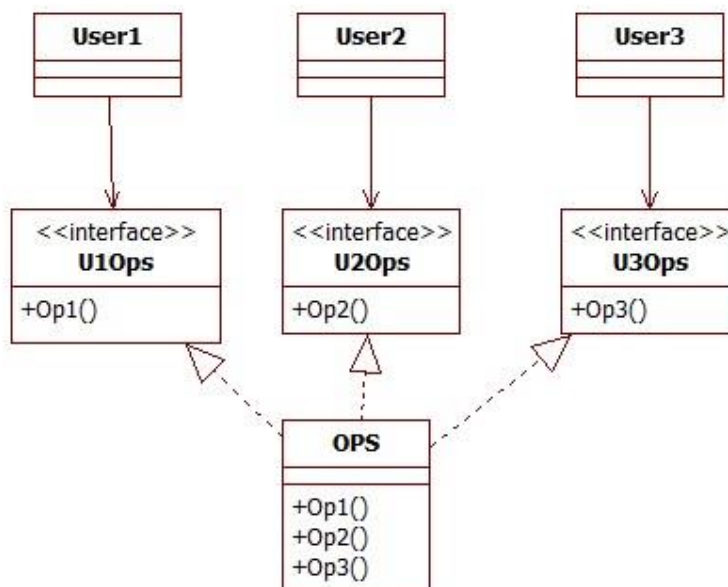 User1
User2
User3
<<interface>>
U1Ops
+Op1()
<<interface>>
U2Ops
+Op2()
<<interface>>
U3Ops
+Op3()
OPS
+Op1()
+Op2()
+Op3()